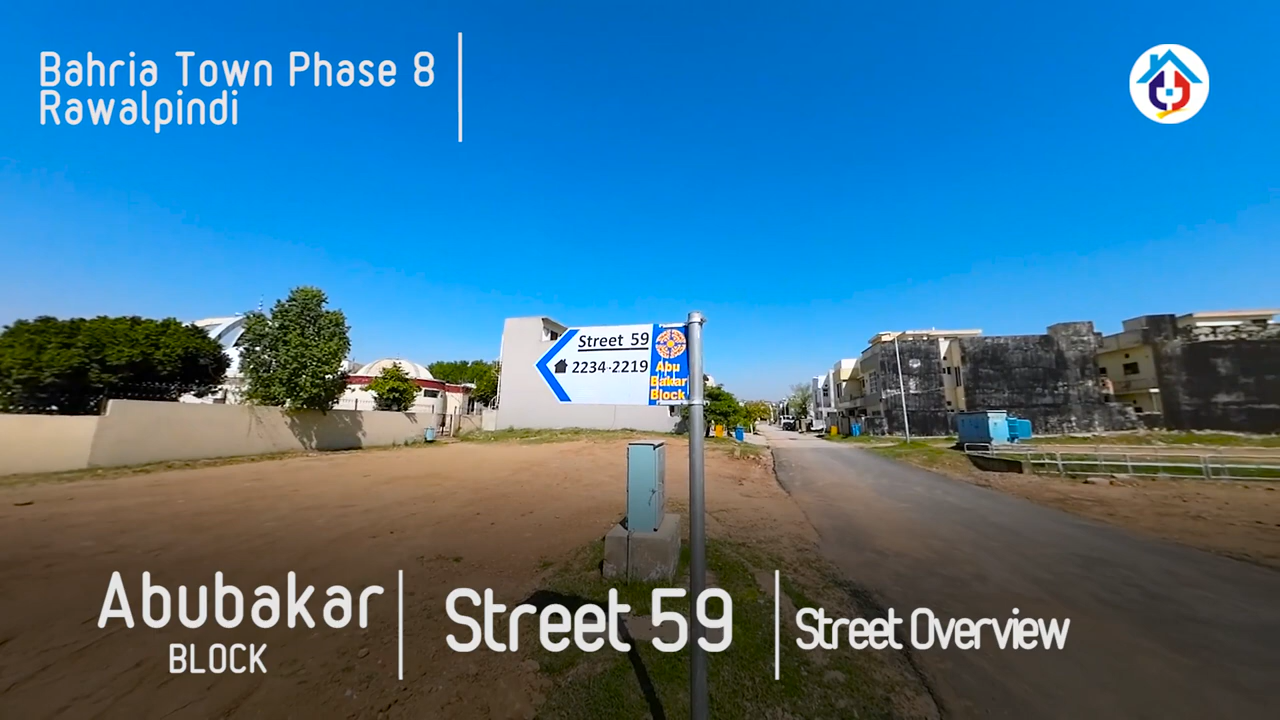 Bahria Town Phase 8
Rawalpindi
Street 59
2234-2219
Abu
Bakar
Block
Abubakar
BLOCK
Street 59
Street Overview